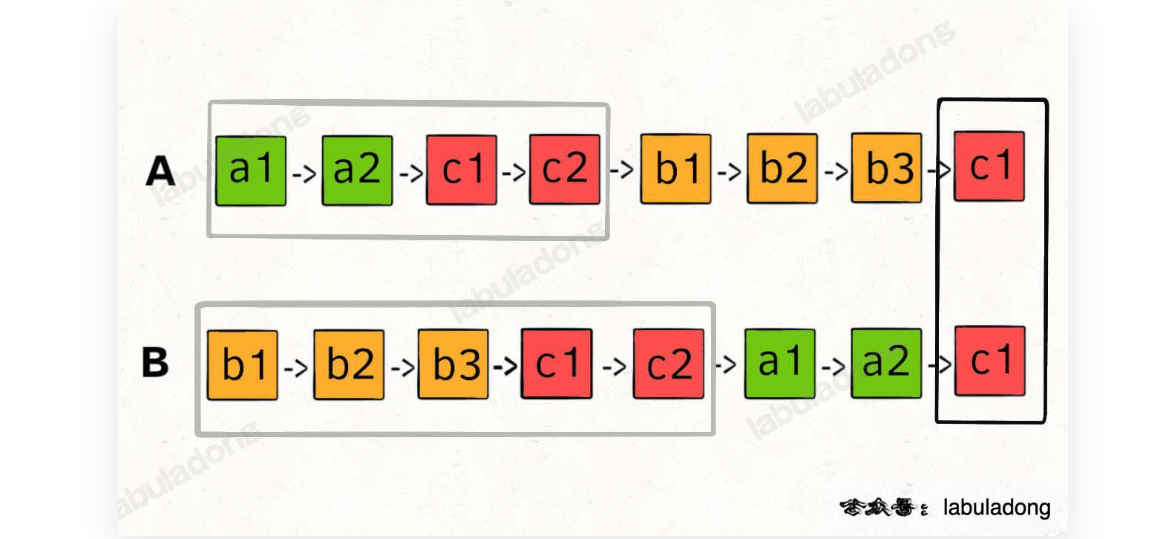 labuladong
A a1 -> a2 -> c1 -> c2 -> b1 -> b2 -> b3 -> c1
labuladong
labuladong
B b1 -> b2 -> b3 -> c1 -> c2 -> a1 -> a2 -> c1
labuladong
labuladong
公众号：labuladong